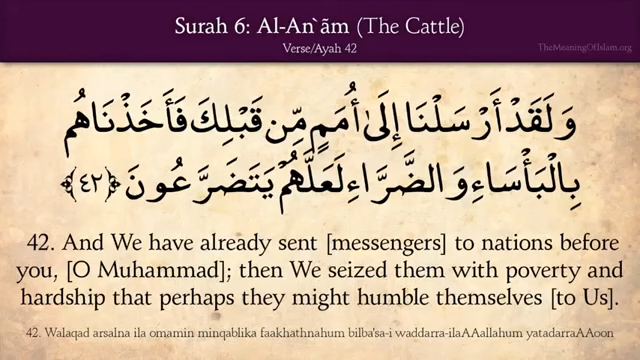 Surah 6: Al-An`ãm (The Cattle)
Verse/Ayah 42
TheMeaningOfIslam.org
وَلَقَدْ أَرْسَلْنَا إِلَىٰ أُمَمٍ مِّن قَبْلِكَ فَأَخَذْنَاهُم
بِالْبَأْسَاءِ وَالضَّرَّاءِ لَعَلَّهُمْ يَتَضَرَّعُونَ ﴿٤٢﴾
42. And We have already sent [messengers] to nations before
you, [O Muhammad]; then We seized them with poverty and
hardship that perhaps they might humble themselves [to Us].
42. Walaqad arsalna ila omamin minqablika faakhathnahum bilba'sa-i waddarra-ilaAAallahum yatadarraAAoon